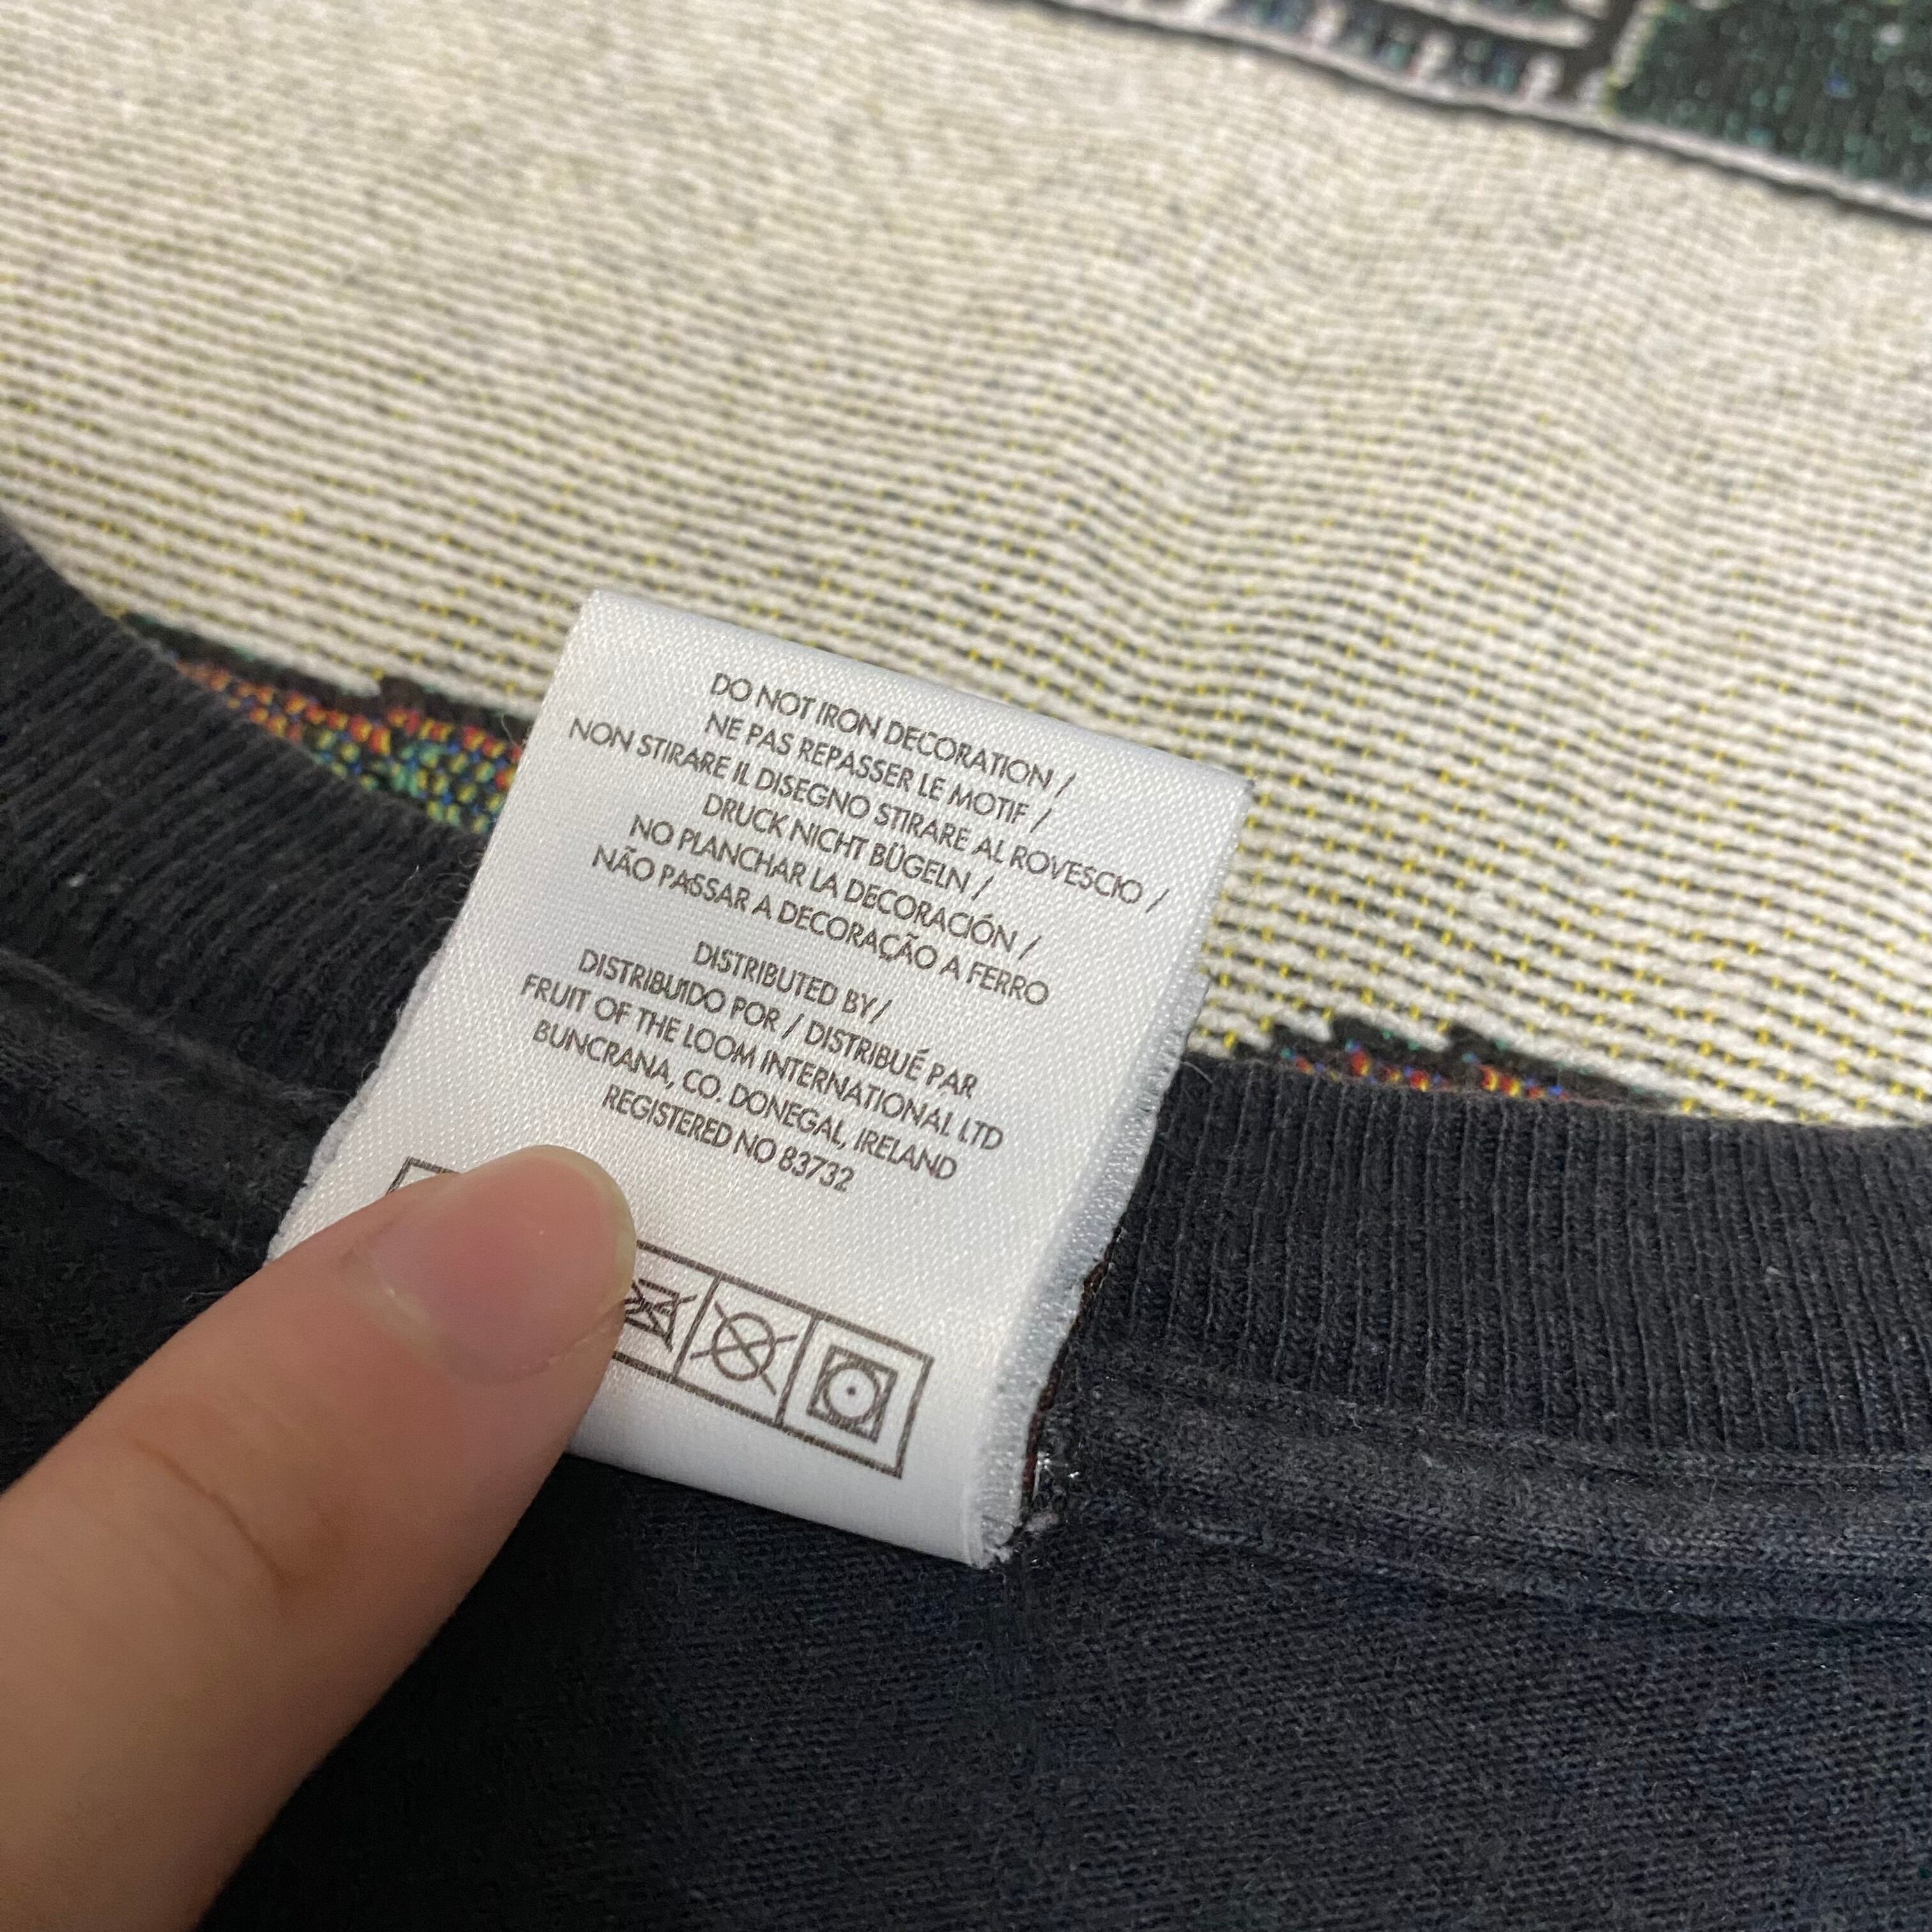 DO NOT IRON DECORATION /
NE PAS REPASSER LE MOTIF /
NON STIRARE IL DISEGNO STIRARE AL ROVESCIO /
DRUCK NICHT BÜGELN /
NO PLANCHAR LA DECORACIÓN /
NÃO PASSAR A DECORAÇÃO A FERRO
DISTRIBUTED BY/
DISTRIBUIDO POR / DISTRIBUÉ PAR
FRUIT OF THE LOOM INTERNATIONAL LTD
BUNCRANA, CO. DONEGAL, IRELAND
REGISTERED NO 83732